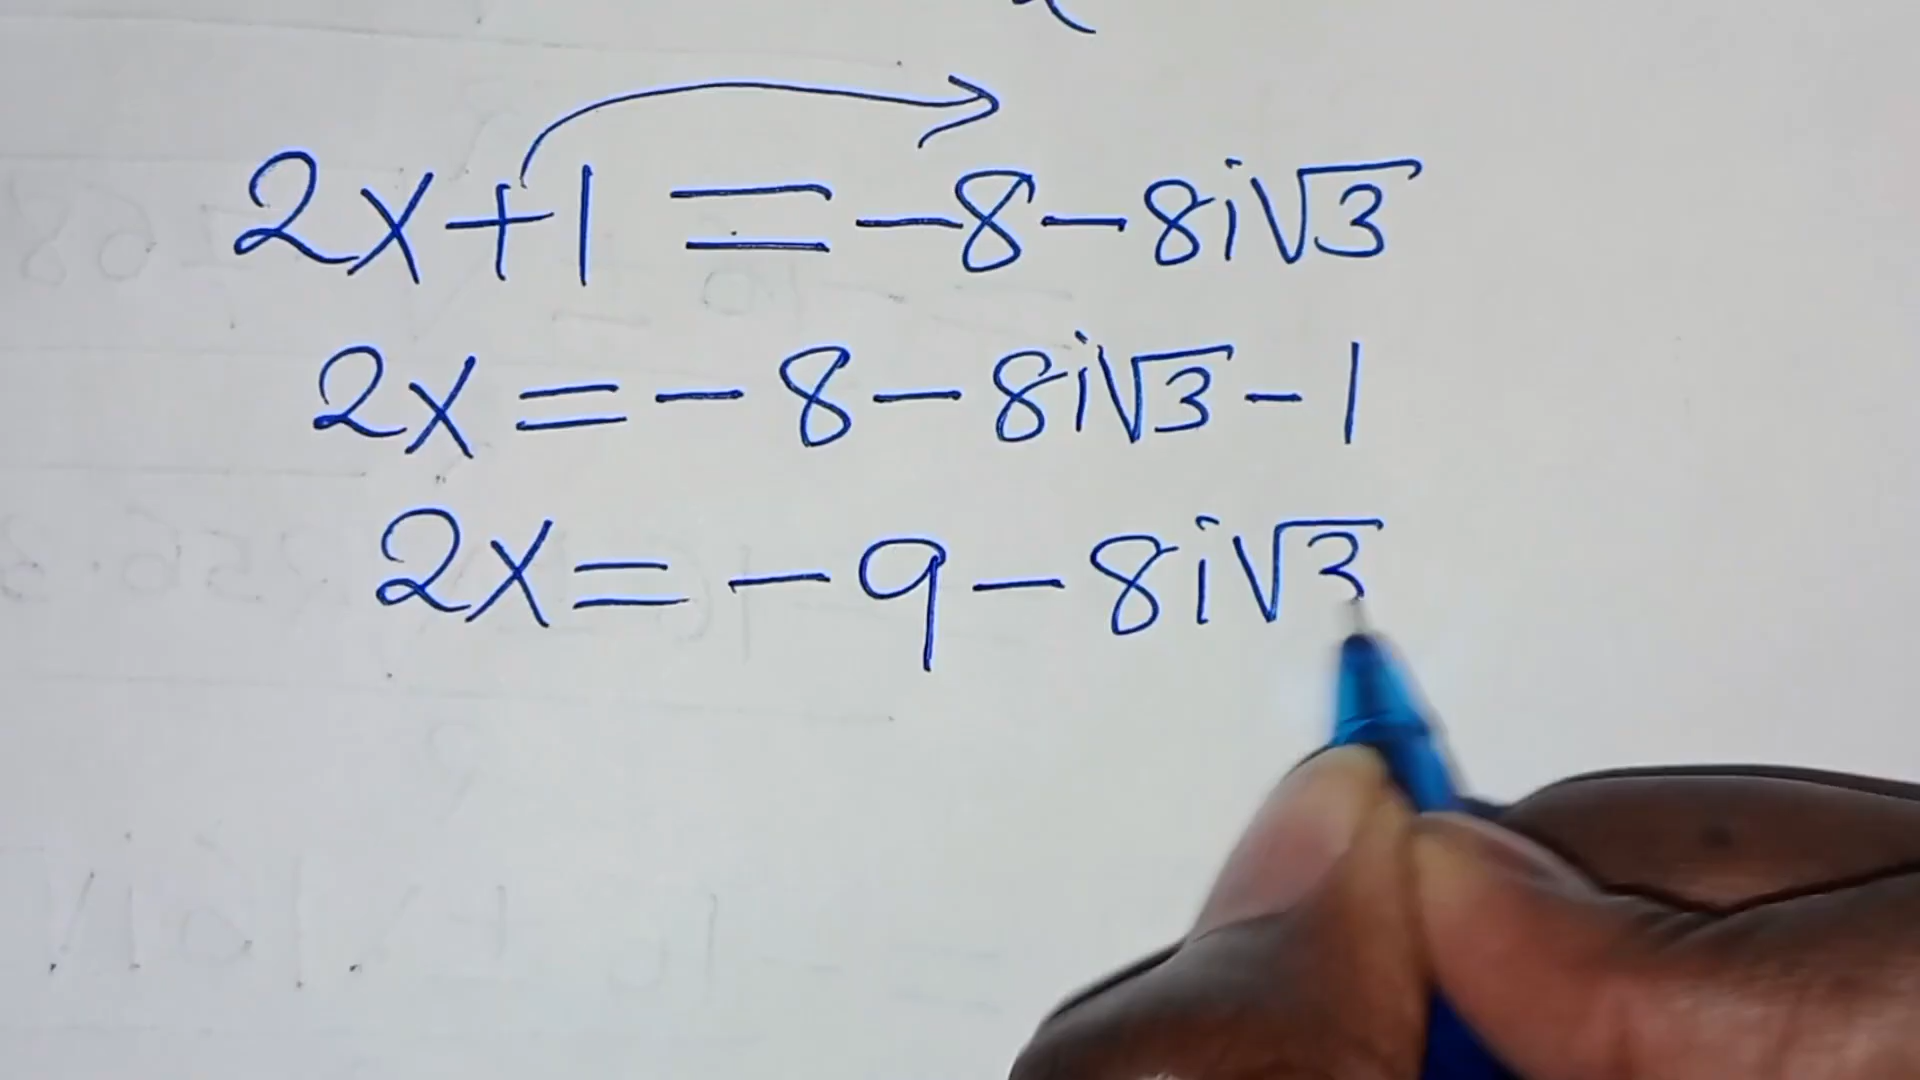 2x+1 = -8-8i√3
2x = -8-8i√3-1
2x = -9-8i√3